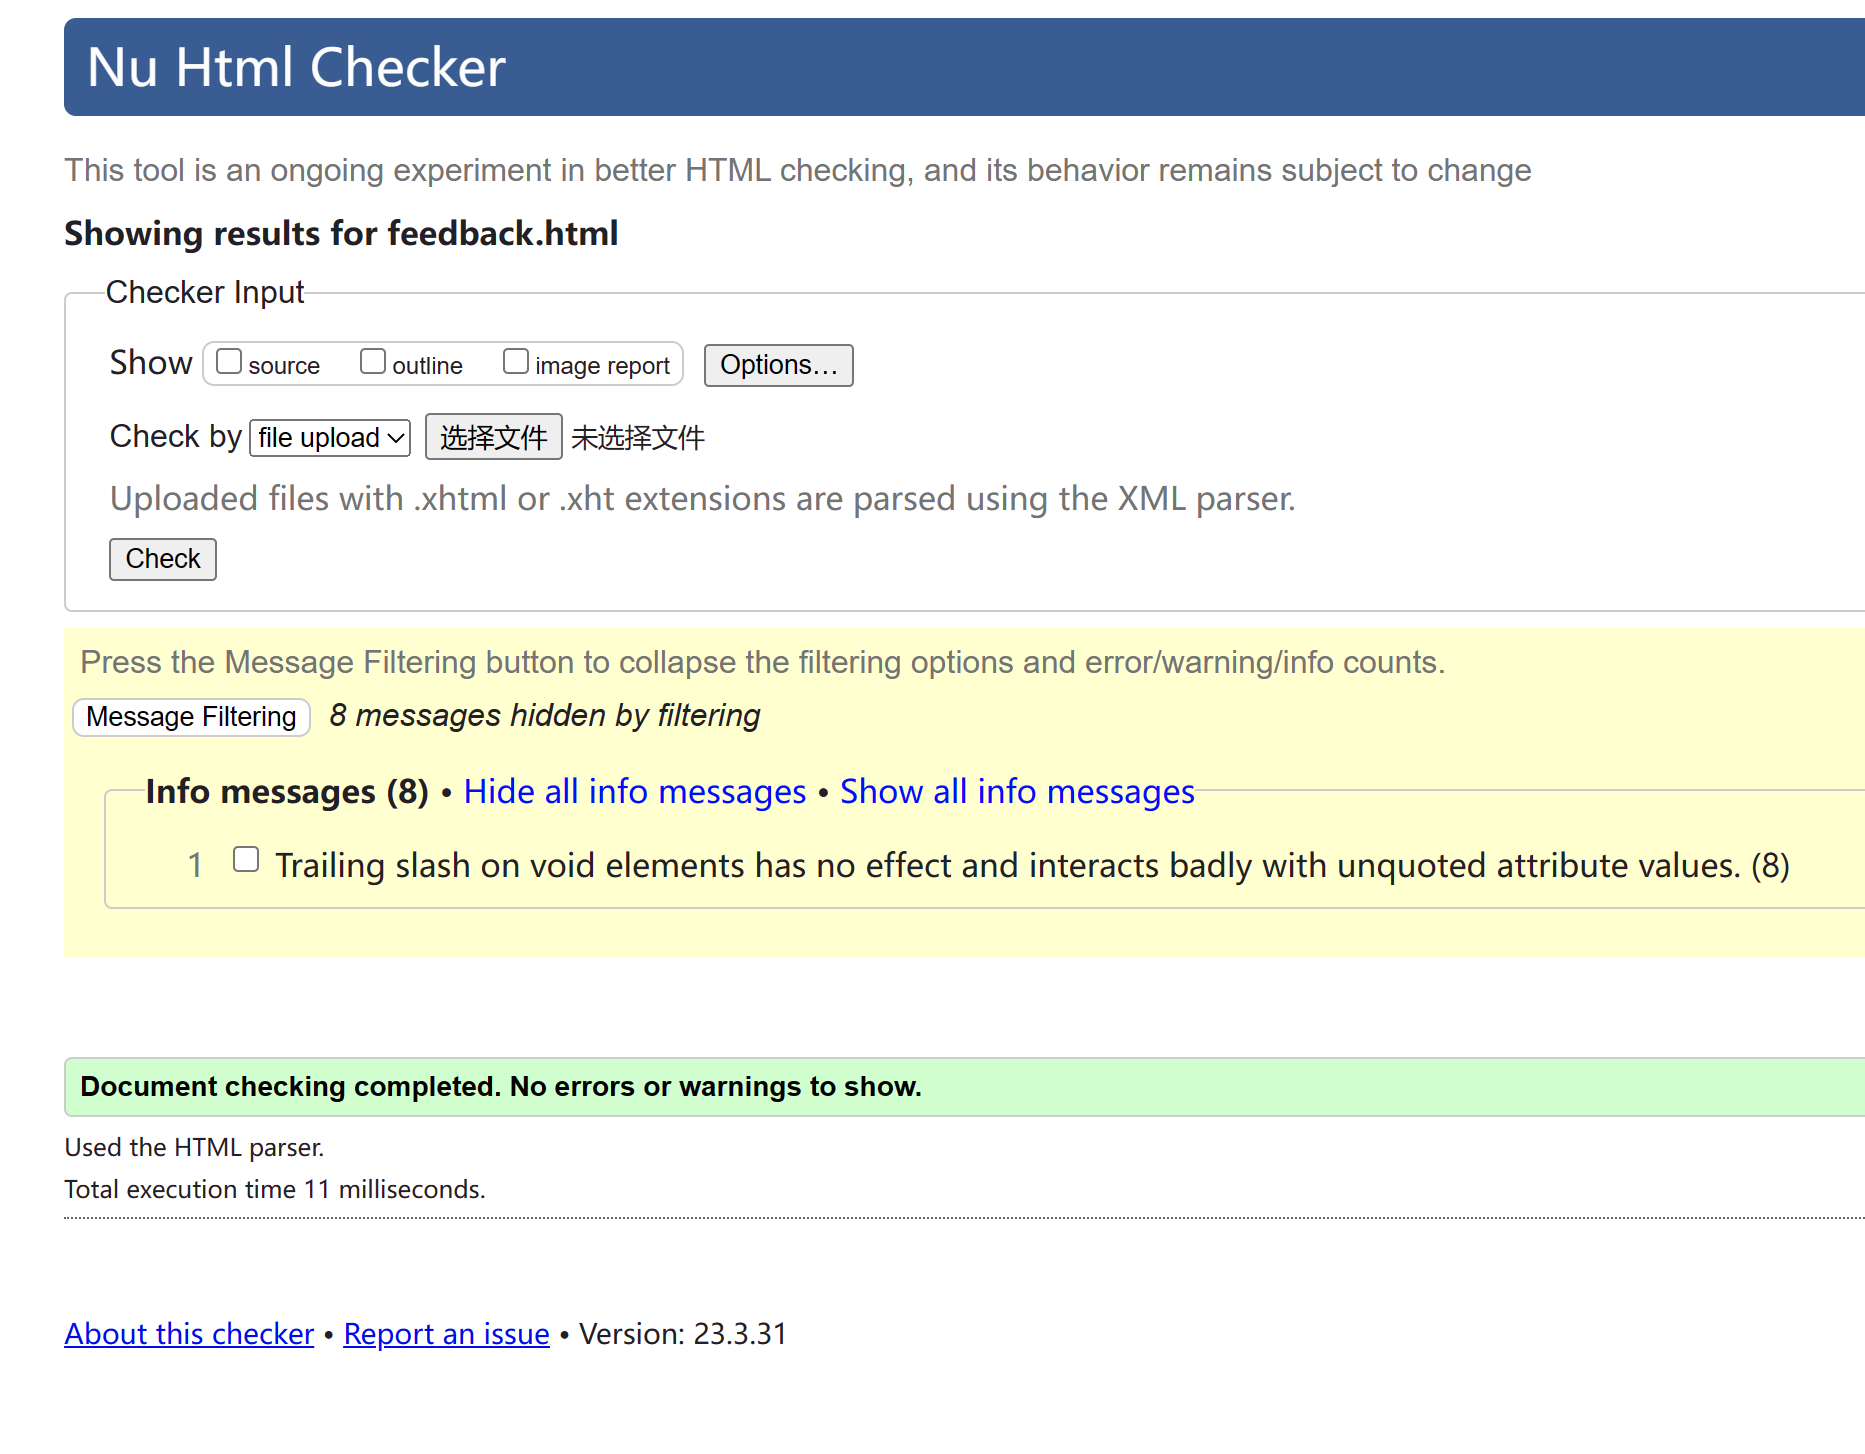 Nu Html Checker
This tool is an ongoing experiment in better HTML checking, and its behavior remains subject to change
Showing results for feedback.html
Checker Input
Show source outline image report Options…
Check by file upload 选择文件 未选择文件
Uploaded files with .xhtml or .xht extensions are parsed using the XML parser.
Check
Press the Message Filtering button to collapse the filtering options and error/warning/info counts.
Message Filtering 8 messages hidden by filtering
Info messages (8) • Hide all info messages • Show all info messages
1 Trailing slash on void elements has no effect and interacts badly with unquoted attribute values. (8)
Document checking completed. No errors or warnings to show.
Used the HTML parser.
Total execution time 11 milliseconds.
About this checker • Report an issue • Version: 23.3.31